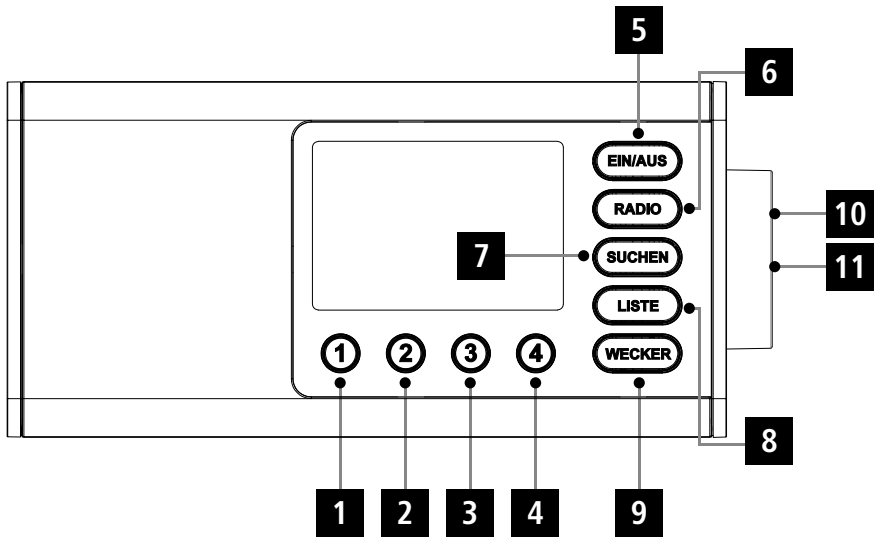 5
6
EIN/AUS
RADIO
10
7
SUCHEN
11
LISTE
1 2 3 4
WECKER
8
1 2 3 4 9